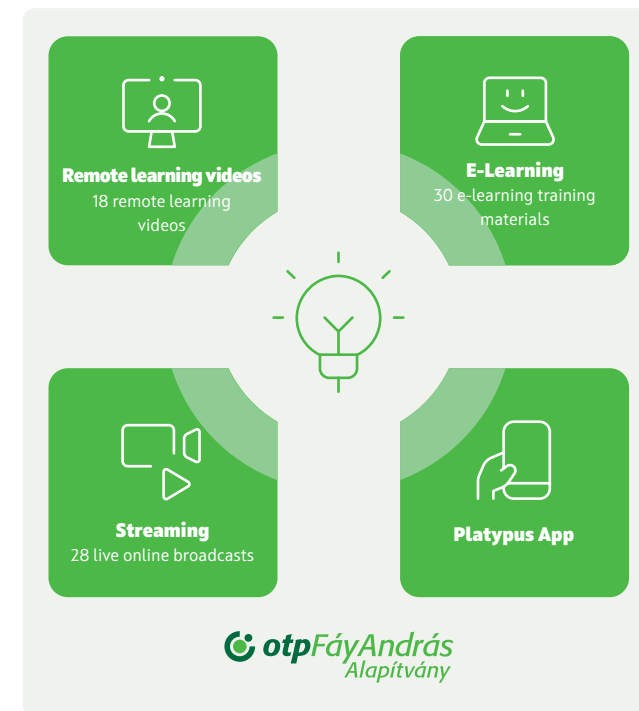 Remote learning videos
18 remote learning
videos
E-Learning
30 e-learning training
materials
Streaming
28 live online broadcasts
Platypus App
otpFáyAndrás
Alapítvány